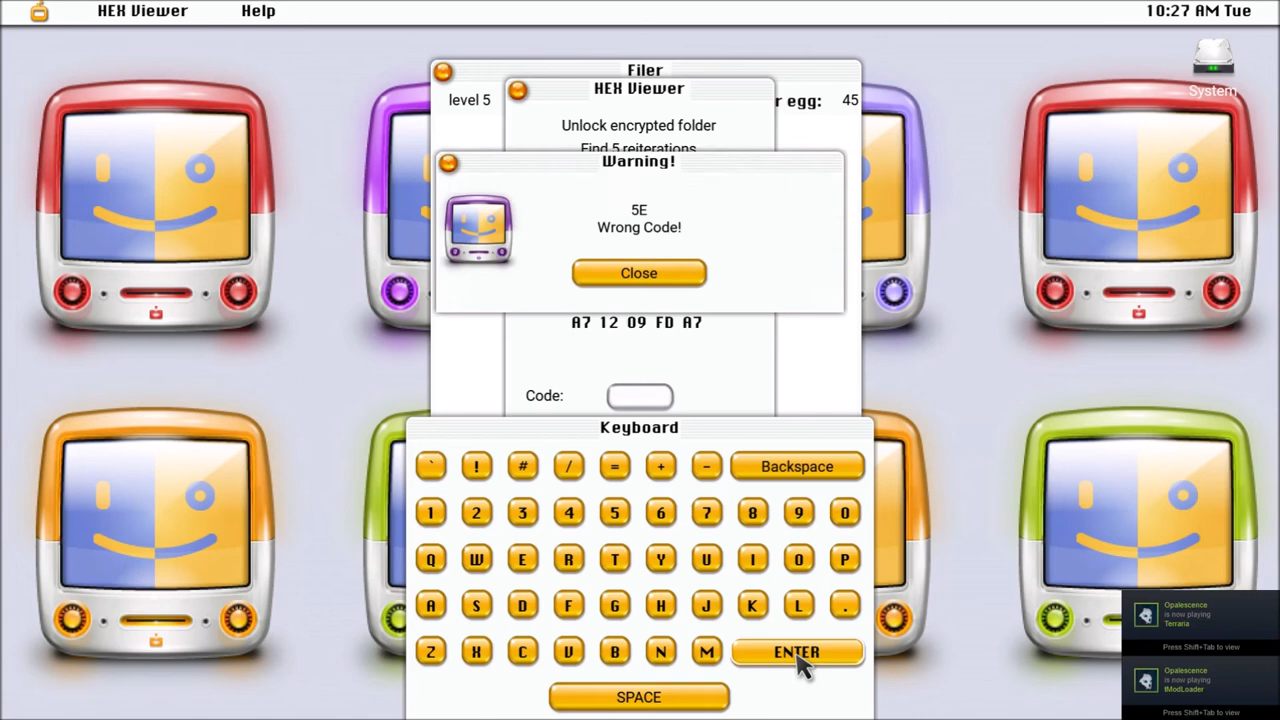 HEX Viewer Help 10:27 AM Tue
System
Filer
level 5 r egg: 45
HEX Viewer
Unlock encrypted folder
Find 5 reiterations
Warning!
5E
Wrong Code!
Close
A7 12 09 FD A7
Code:
Keyboard
` ! # / = + - Backspace
1 2 3 4 5 6 7 8 9 0
Q W E R T Y U I O P
A S D F G H J K L .
Z X C V B N M ENTER
SPACE
Opalescence
is now playing
Terraria
Press Shift+Tab to view
Opalescence
is now playing
tModLoader
Press Shift+Tab to view